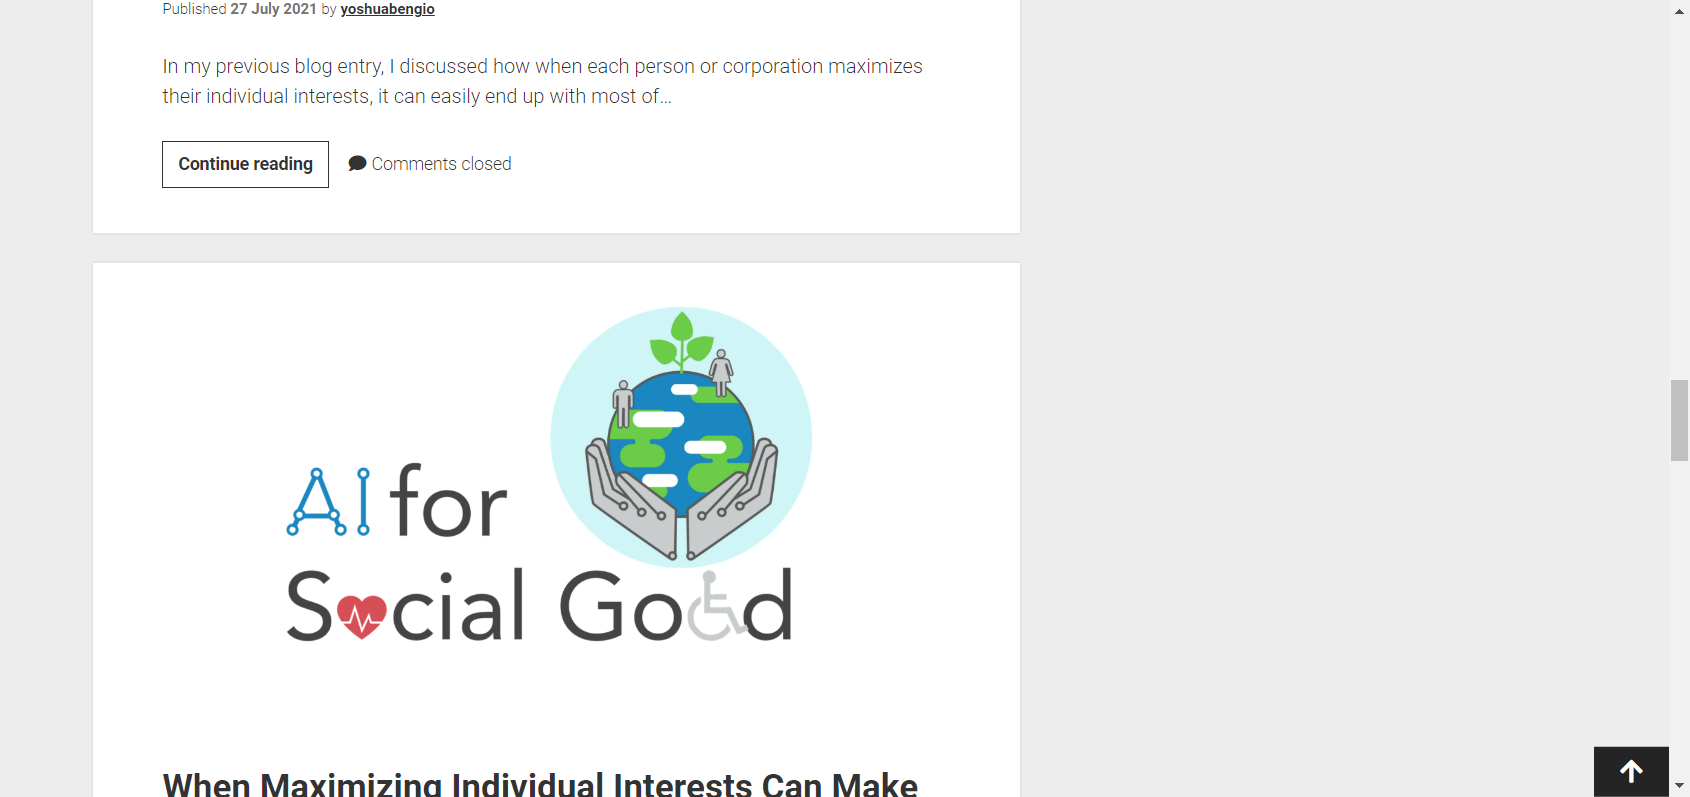 Published 27 July 2021 by yoshuabengio
In my previous blog entry, I discussed how when each person or corporation maximizes
their individual interests, it can easily end up with most of…
Continue reading
Comments closed
AI for
Social Good
When Maximizing Individual Interests Can Make